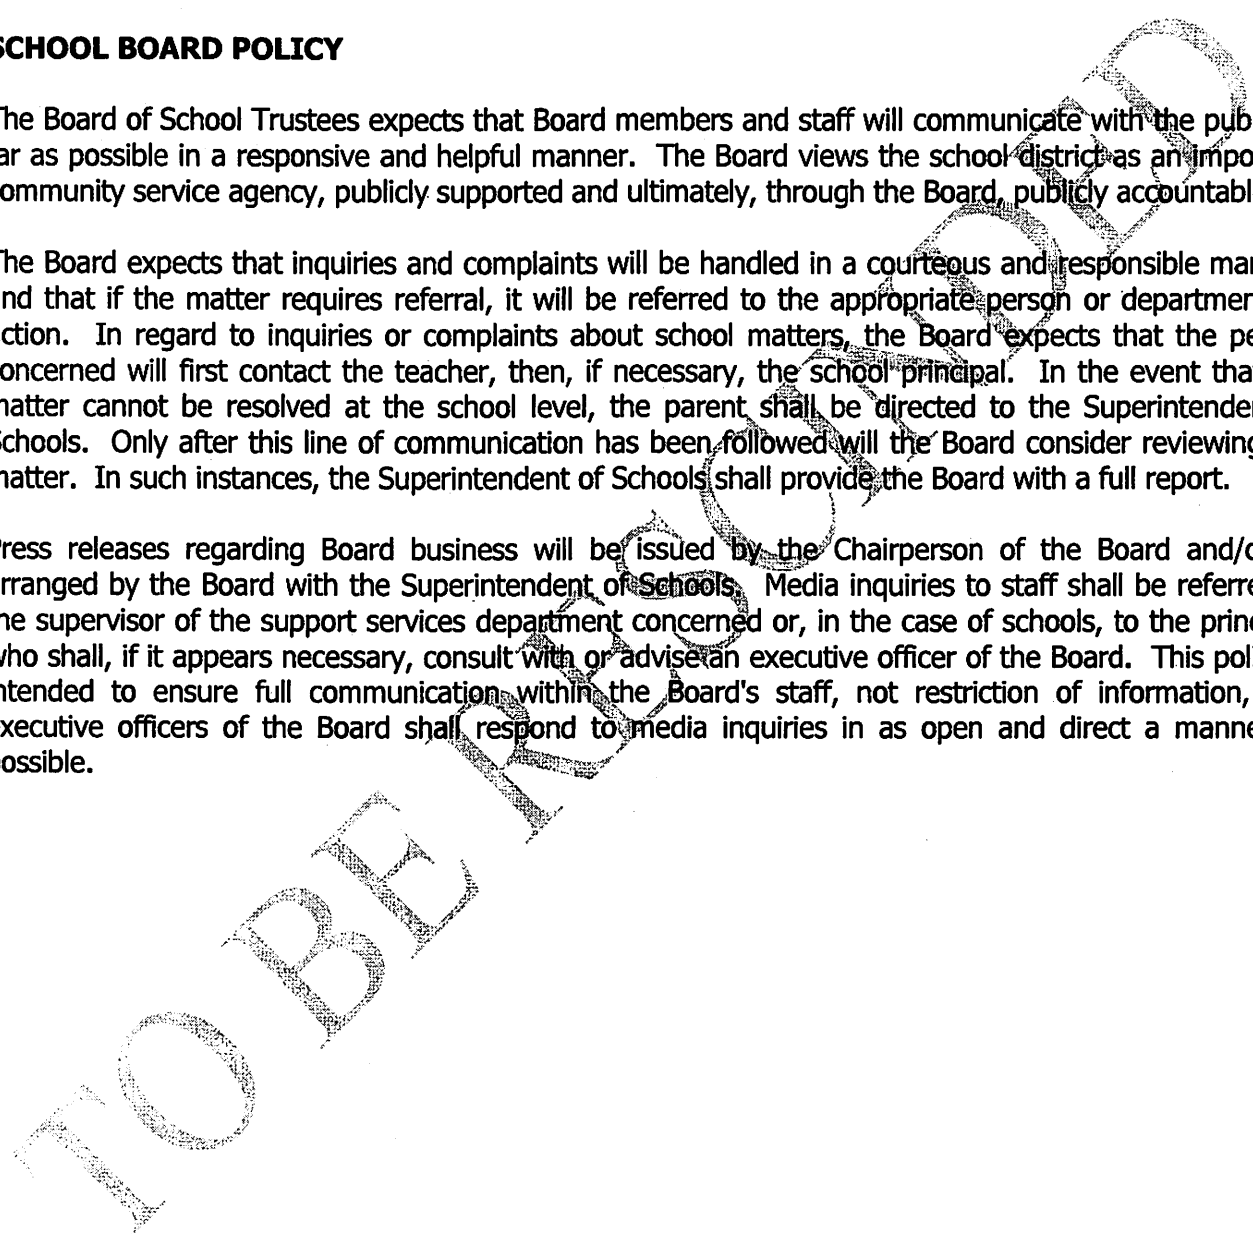 SCHOOL BOARD POLICY
The Board of School Trustees expects that Board members and staff will communicate with the pub
ar as possible in a responsive and helpful manner. The Board views the school district as an impo
ommunity service agency, publicly supported and ultimately, through the Board, publicly accountabl
The Board expects that inquiries and complaints will be handled in a courteous and responsible ma
nd that if the matter requires referral, it will be referred to the appropriate person or departmen
ction. In regard to inquiries or complaints about school matters, the Board expects that the pe
oncerned will first contact the teacher, then, if necessary, the school principal. In the event tha
natter cannot be resolved at the school level, the parent shall be directed to the Superintende
Schools. Only after this line of communication has been followed will the Board consider reviewing
natter. In such instances, the Superintendent of Schools shall provide the Board with a full report.
Press releases regarding Board business will be issued by the Chairperson of the Board and/o
rranged by the Board with the Superintendent of Schools. Media inquiries to staff shall be referre
he supervisor of the support services department concerned or, in the case of schools, to the princ
who shall, if it appears necessary, consult with or advise an executive officer of the Board. This poli
ntended to ensure full communication within the Board's staff, not restriction of information,
xecutive officers of the Board shall respond to media inquiries in as open and direct a manne
ossible.
TO BE RESCINDED